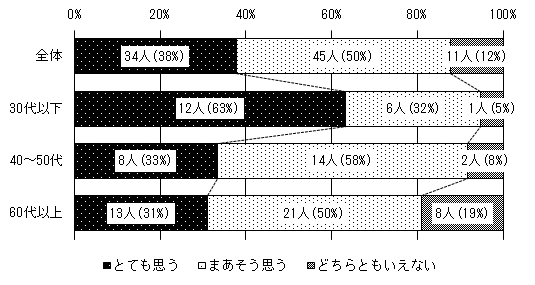 0% 20% 40% 60% 80% 100%
全体 34人(38%) 45人(50%) 11人(12%)
30代以下 12人(63%) 6人(32%) 1人(5%)
40～50代 8人(33%) 14人(58%) 2人(8%)
60代以上 13人(31%) 21人(50%) 8人(19%)
とても思う まあそう思う どちらともいえない